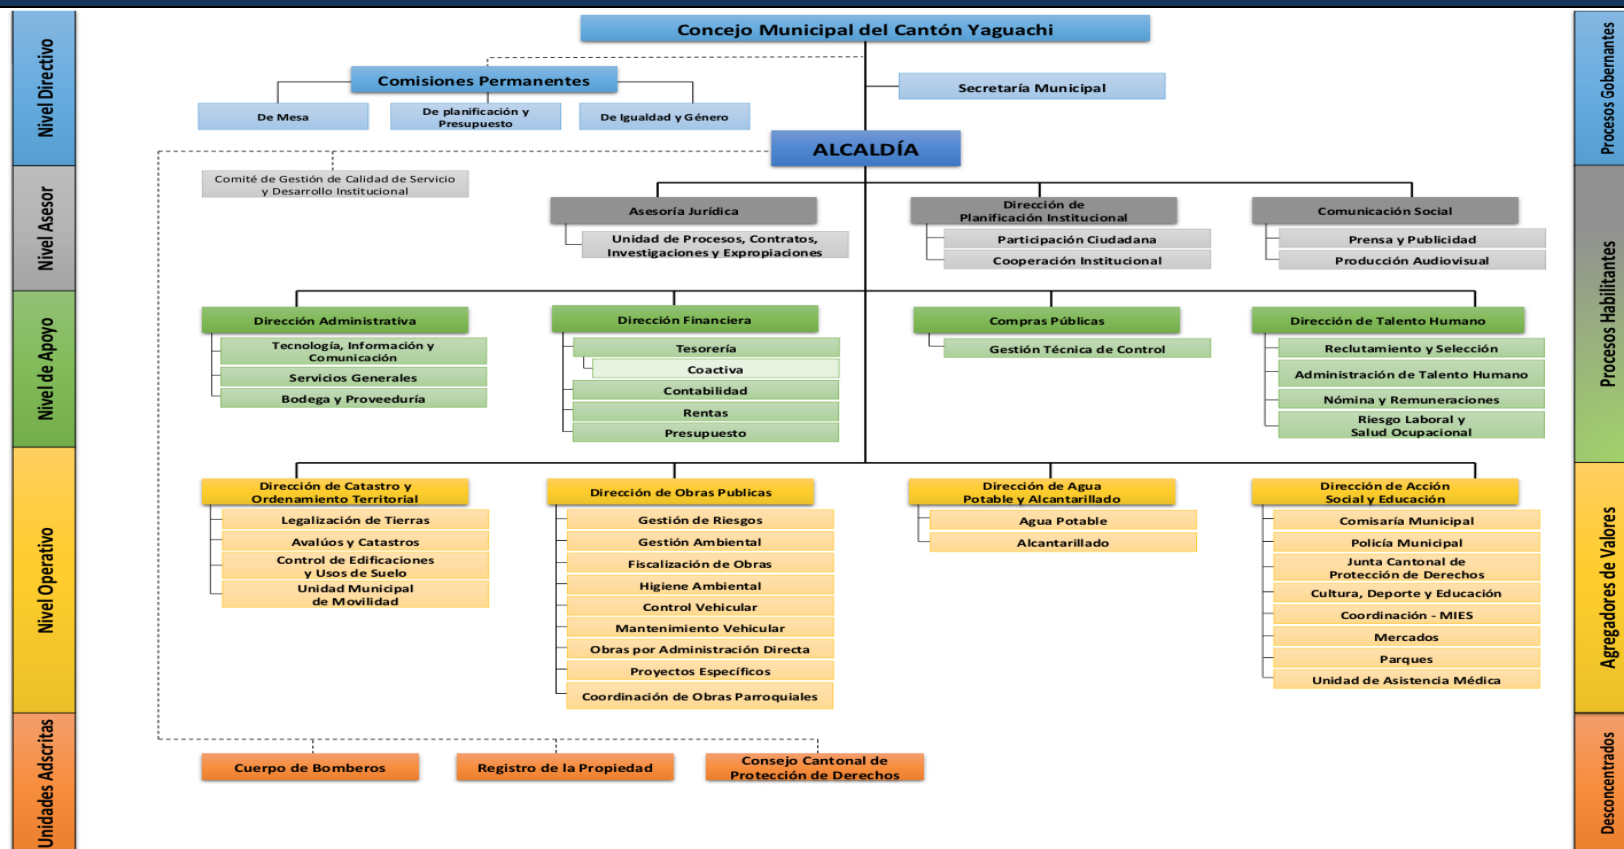 Concejo Municipal del Cantón Yaguachi
Comisiones Permanentes
Secretaría Municipal
De Mesa
De planificación y
Presupuesto
De Igualdad y Género
ALCALDÍA
Comité de Gestión de Calidad de Servicio
y Desarrollo Institucional
Asesoría Jurídica
Unidad de Procesos, Contratos,
Investigaciones y Expropiaciones
Dirección de
Planificación Institucional
Participación Ciudadana
Cooperación Institucional
Comunicación Social
Prensa y Publicidad
Producción Audiovisual
Dirección Administrativa
Tecnología, Información y
Comunicación
Servicios Generales
Bodega y Proveeduría
Dirección Financiera
Tesorería
Coactiva
Contabilidad
Rentas
Presupuesto
Compras Públicas
Gestión Técnica de Control
Dirección de Talento Humano
Reclutamiento y Selección
Administración de Talento Humano
Nómina y Remuneraciones
Riesgo Laboral y
Salud Ocupacional
Dirección de Catastro y
Ordenamiento Territorial
Legalización de Tierras
Avalúos y Catastros
Control de Edificaciones
y Usos de Suelo
Unidad Municipal
de Movilidad
Dirección de Obras Publicas
Gestión de Riesgos
Gestión Ambiental
Fiscalización de Obras
Higiene Ambiental
Control Vehicular
Mantenimiento Vehicular
Obras por Administración Directa
Proyectos Específicos
Coordinación de Obras Parroquiales
Dirección de Agua
Potable y Alcantarillado
Agua Potable
Alcantarillado
Dirección de Acción
Social y Educación
Comisaría Municipal
Policía Municipal
Junta Cantonal de
Protección de Derechos
Cultura, Deporte y Educación
Coordinación - MIES
Mercados
Parques
Unidad de Asistencia Médica
Cuerpo de Bomberos
Registro de la Propiedad
Consejo Cantonal de
Protección de Derechos
Nivel Directivo
Nivel Asesor
Nivel de Apoyo
Nivel Operativo
Unidades Adscritas
Procesos Gobernantes
Procesos Habilitantes
Agregadores de Valores
Desconcentrados